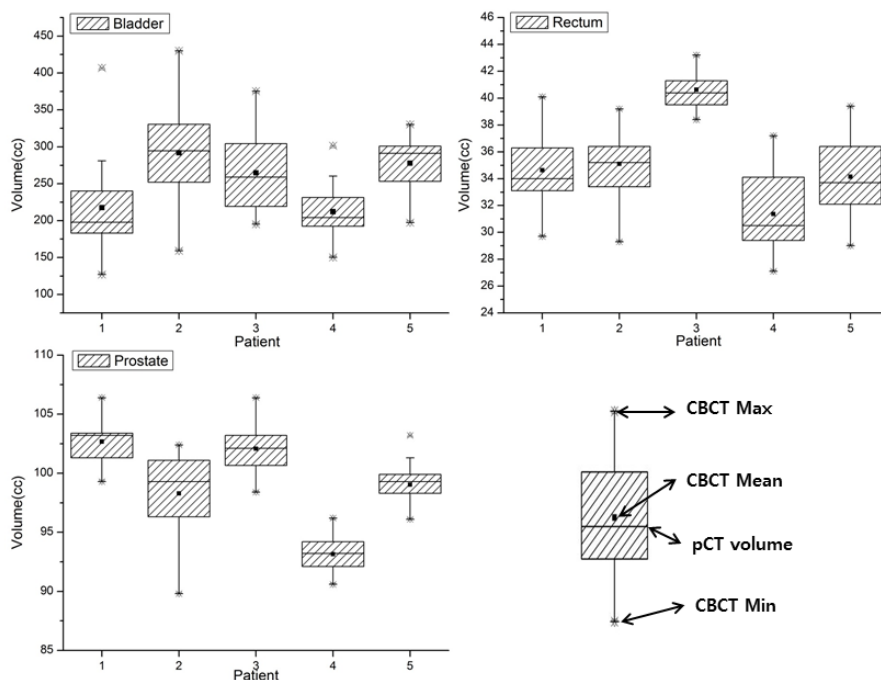 Bladder
450
400
350
300
250
200
150
100
Volume(cc)
1 2 3 4 5
Patient
Rectum
46
44
42
40
38
36
34
32
30
28
26
24
Volume(cc)
1 2 3 4 5
Patient
Prostate
110
105
100
95
90
85
Volume(cc)
1 2 3 4 5
Patient
CBCT Max
CBCT Mean
pCT volume
CBCT Min